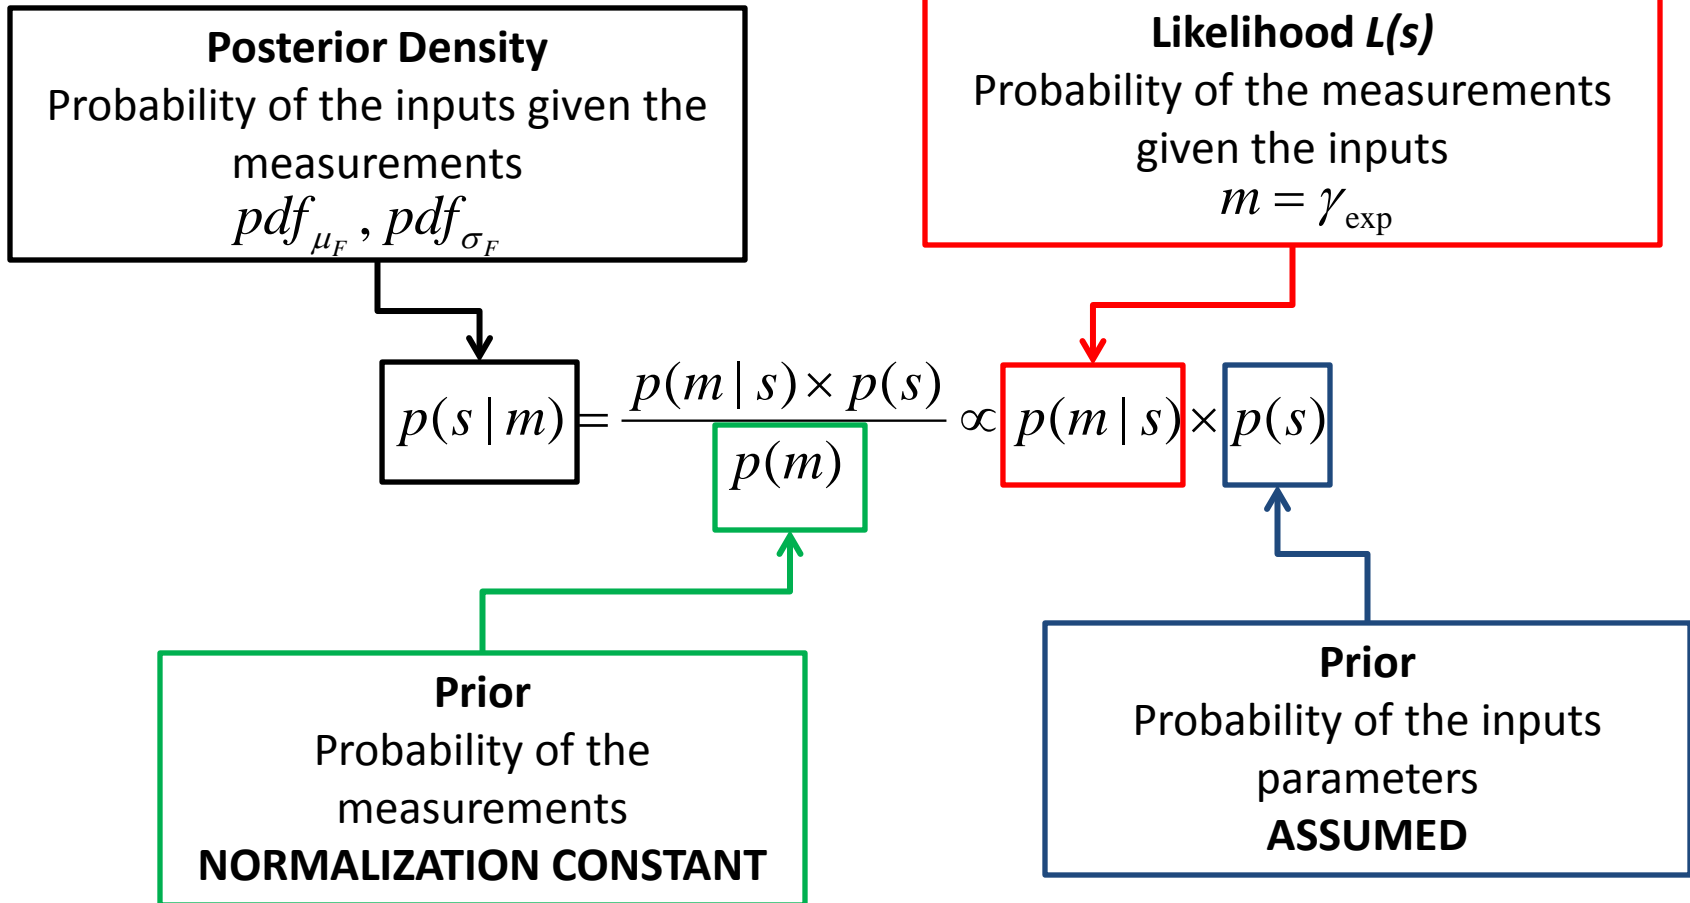 Posterior Density
Probability of the inputs given the
measurements
pdf_{μ_F}, pdf_{σ_F}
Likelihood L(s)
Probability of the measurements
given the inputs
m = γ_exp
p(s | m) = \frac{p(m | s) × p(s)}{p(m)} ∝ p(m | s) × p(s)
Prior
Probability of the
measurements
NORMALIZATION CONSTANT
Prior
Probability of the inputs
parameters
ASSUMED